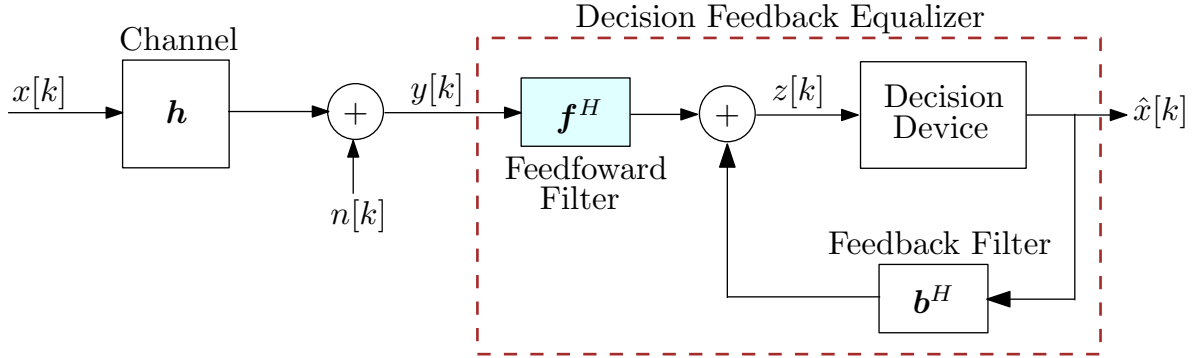 Decision Feedback Equalizer
Channel
x[k]
h
+
n[k]
y[k]
f^H
Feedfoward
Filter
+
z[k]
Decision
Device
x̂[k]
Feedback Filter
b^H